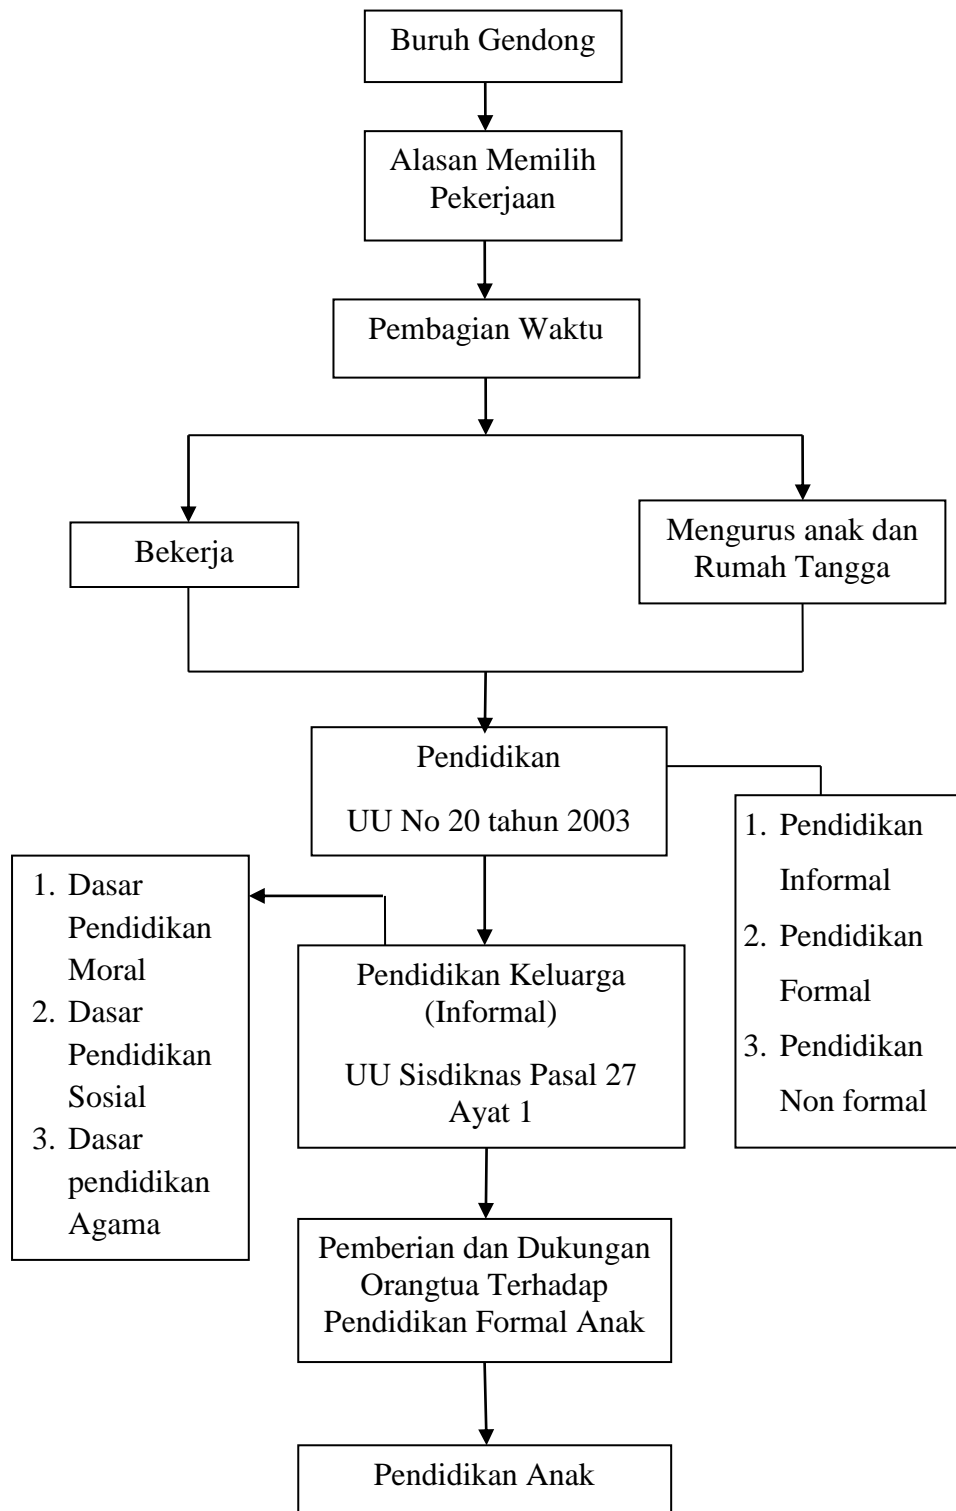 Buruh Gendong
Alasan Memilih
Pekerjaan
Pembagian Waktu
Bekerja
Mengurus anak dan
Rumah Tangga
Pendidikan
UU No 20 tahun 2003
1. Pendidikan
Informal
2. Pendidikan
Formal
3. Pendidikan
Non formal
1. Dasar
Pendidikan
Moral
2. Dasar
Pendidikan
Sosial
3. Dasar
pendidikan
Agama
Pendidikan Keluarga
(Informal)
UU Sisdiknas Pasal 27
Ayat 1
Pemberian dan Dukungan
Orangtua Terhadap
Pendidikan Formal Anak
Pendidikan Anak